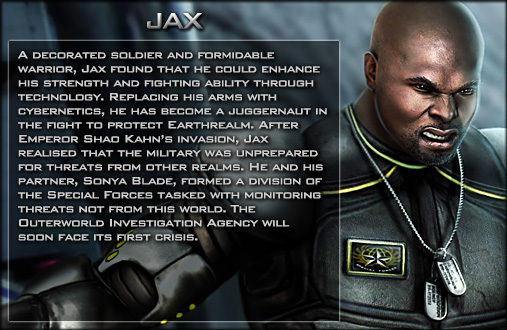 JAX
A DECORATED SOLDIER AND FORMIDABLE
WARRIOR, JAX FOUND THAT HE COULD ENHANCE
HIS STRENGTH AND FIGHTING ABILITY THROUGH
TECHNOLOGY. REPLACING HIS ARMS WITH
CYBERNETICS, HE HAS BECOME A JUGGERNAUT IN
THE FIGHT TO PROTECT EARTHREALM. AFTER
EMPEROR SHAO KAHN'S INVASION, JAX
REALISED THAT THE MILITARY WAS UNPREPARED
FOR THREATS FROM OTHER REALMS. HE AND HIS
PARTNER, SONYA BLADE, FORMED A DIVISION OF
THE SPECIAL FORCES TASKED WITH MONITORING
THREATS NOT FROM THIS WORLD. THE
OUTERWORLD INVESTIGATION AGENCY WILL
SOON FACE ITS FIRST CRISIS.